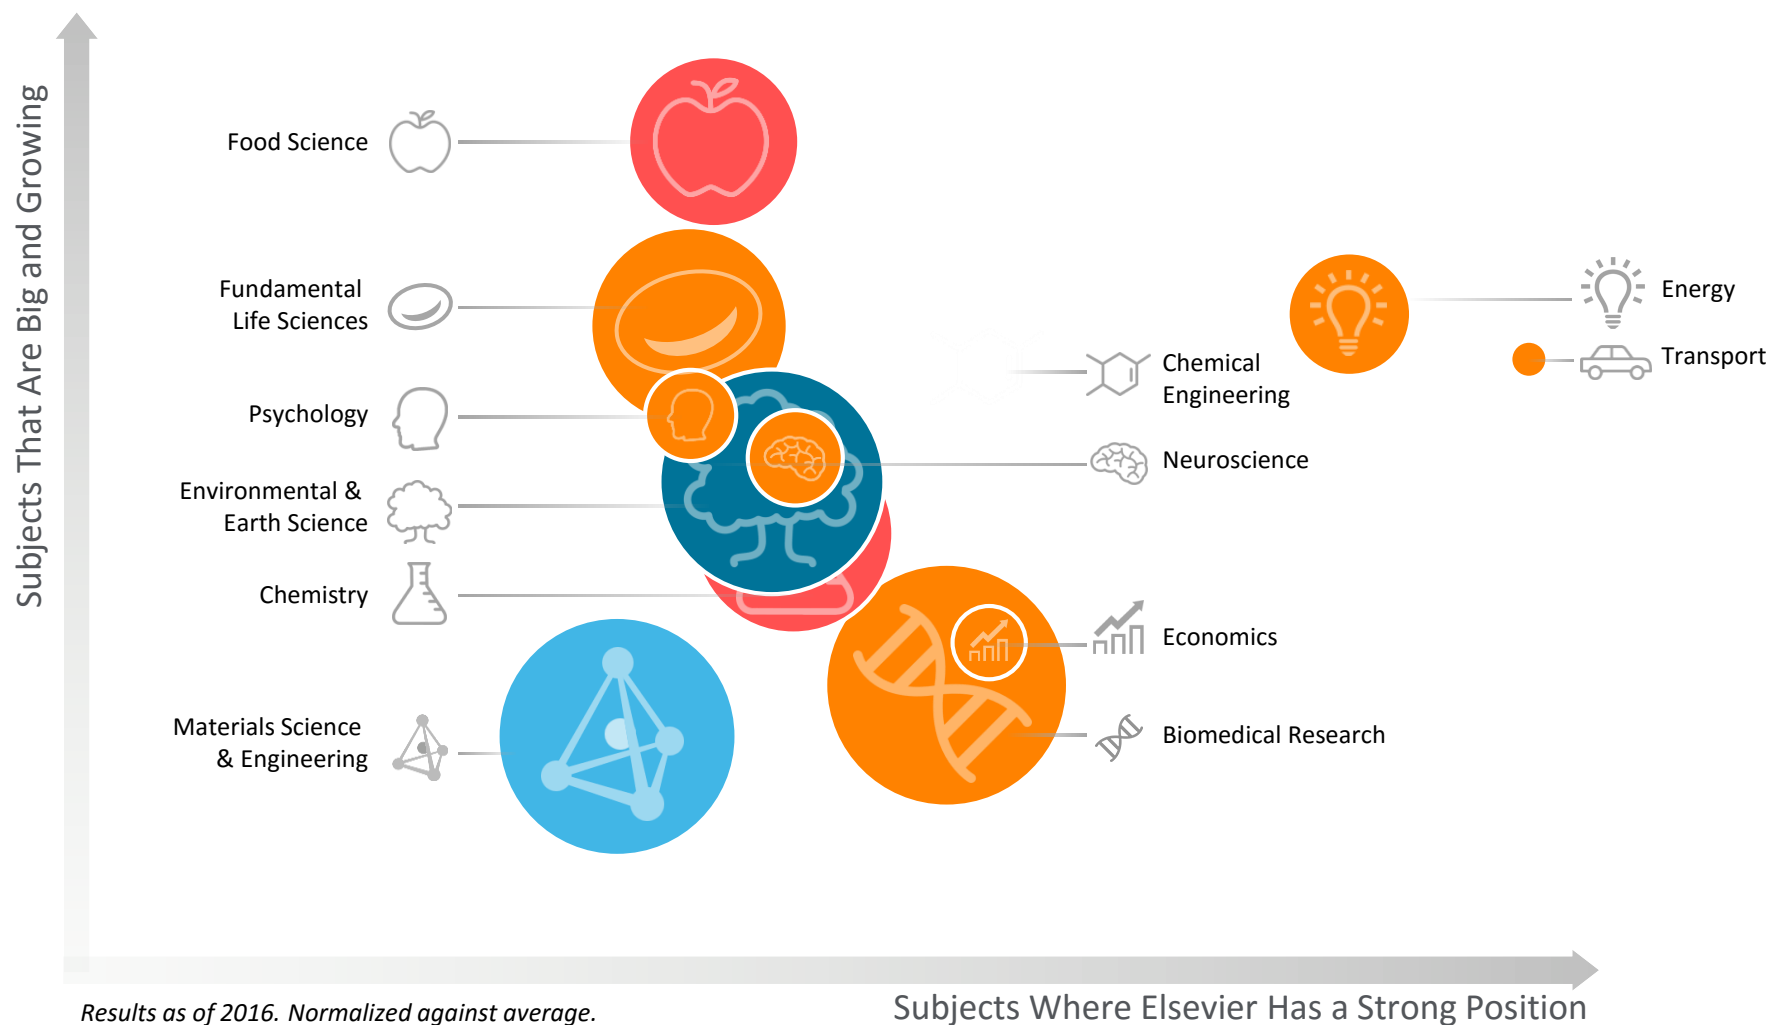 Subjects That Are Big and Growing
Food Science
Fundamental
Life Sciences
Psychology
Environmental &
Earth Science
Chemistry
Materials Science
& Engineering
Energy
Transport
Chemical
Engineering
Neuroscience
Economics
Biomedical Research
Results as of 2016. Normalized against average.
Subjects Where Elsevier Has a Strong Position